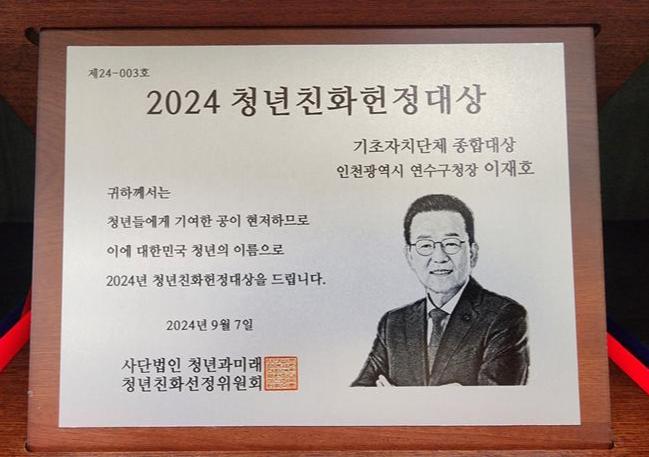 제24-003호
2024 청년친화헌정대상
기초자치단체 종합대상
인천광역시 연수구청장 이재호
귀하께서는
청년들에게 기여한 공이 현저하므로
이에 대한민국 청년의 이름으로
2024년 청년친화헌정대상을 드립니다.
2024년 9월 7일
사단법인 청년과미래
청년친화선정위원회